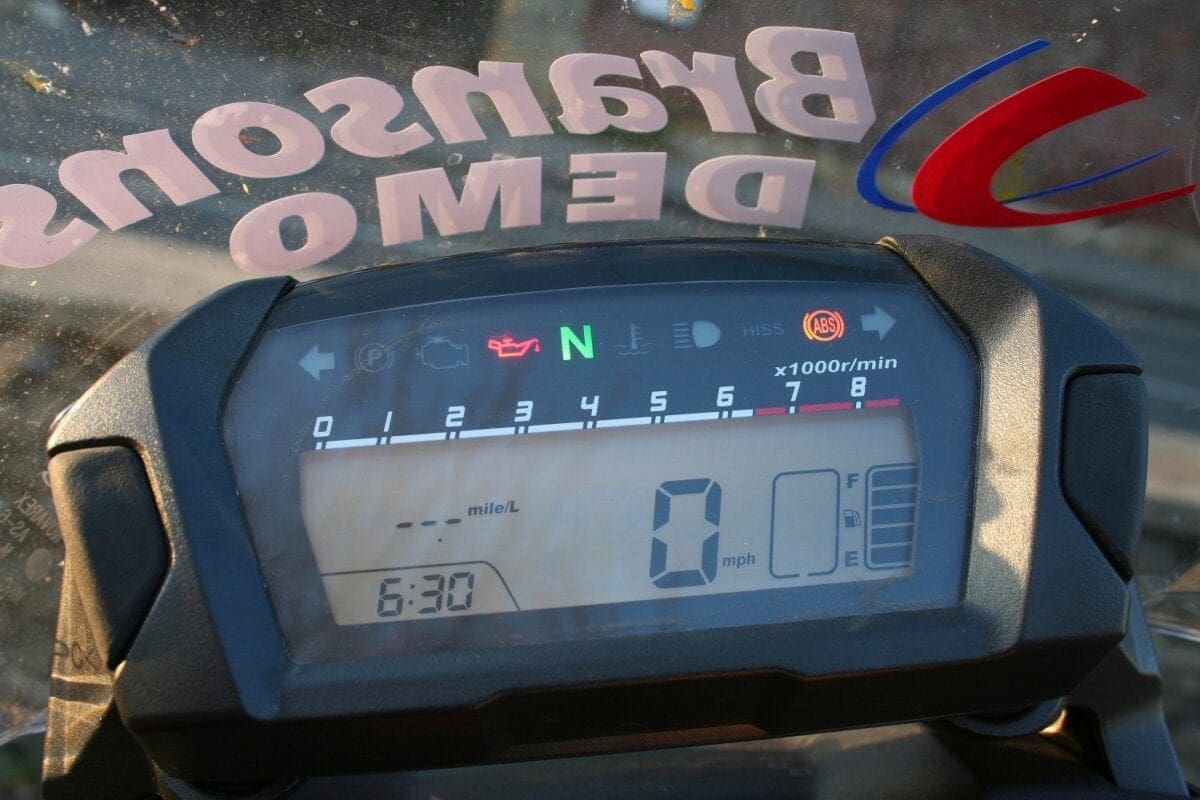 Bransons
DEMO
P N HISS ABS
x1000r/min
0 1 2 3 4 5 6 7 8
--- mile/L
F
0 mph
E
6:30